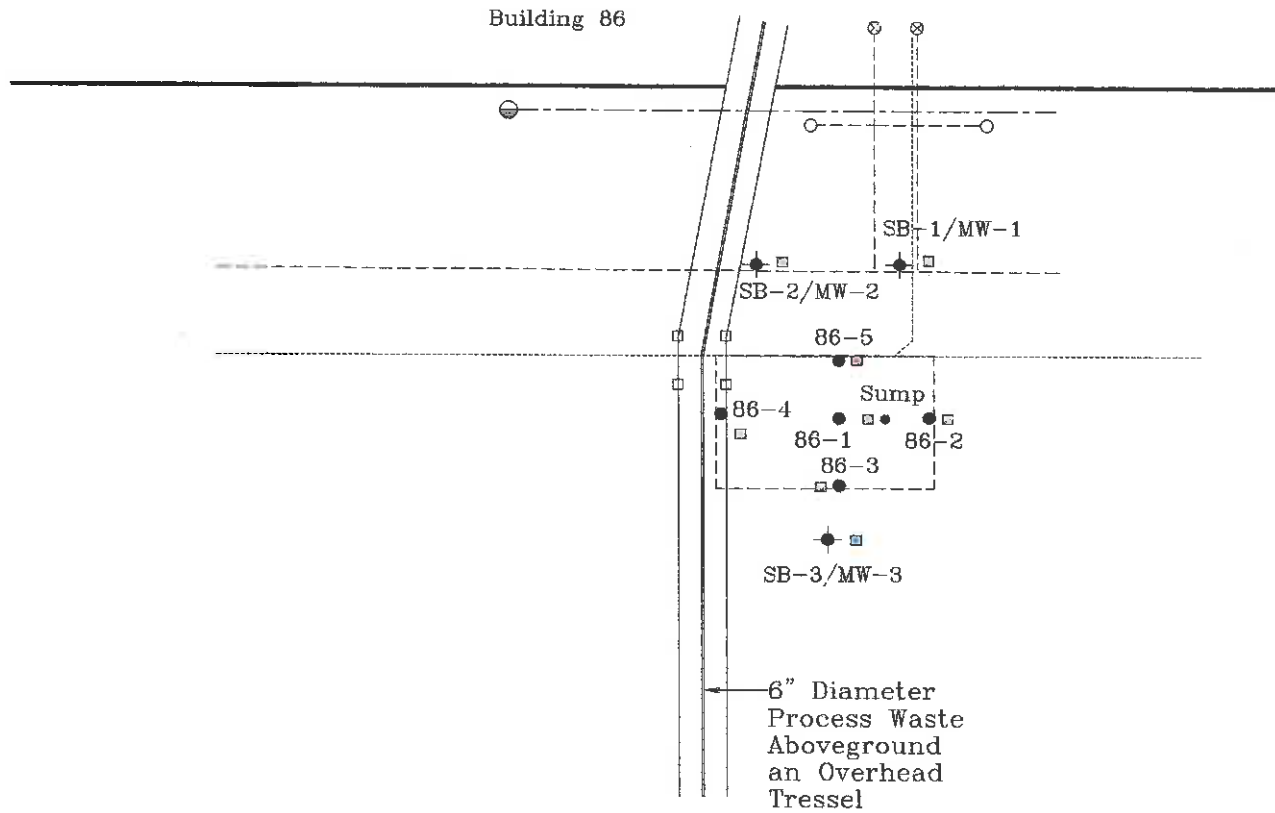 Building 86
SB-1/MW-1
SB-2/MW-2
86-5
Sump
86-4
86-1
86-2
86-3
SB-3/MW-3
6" Diameter
Process Waste
Aboveground
an Overhead
Tressel